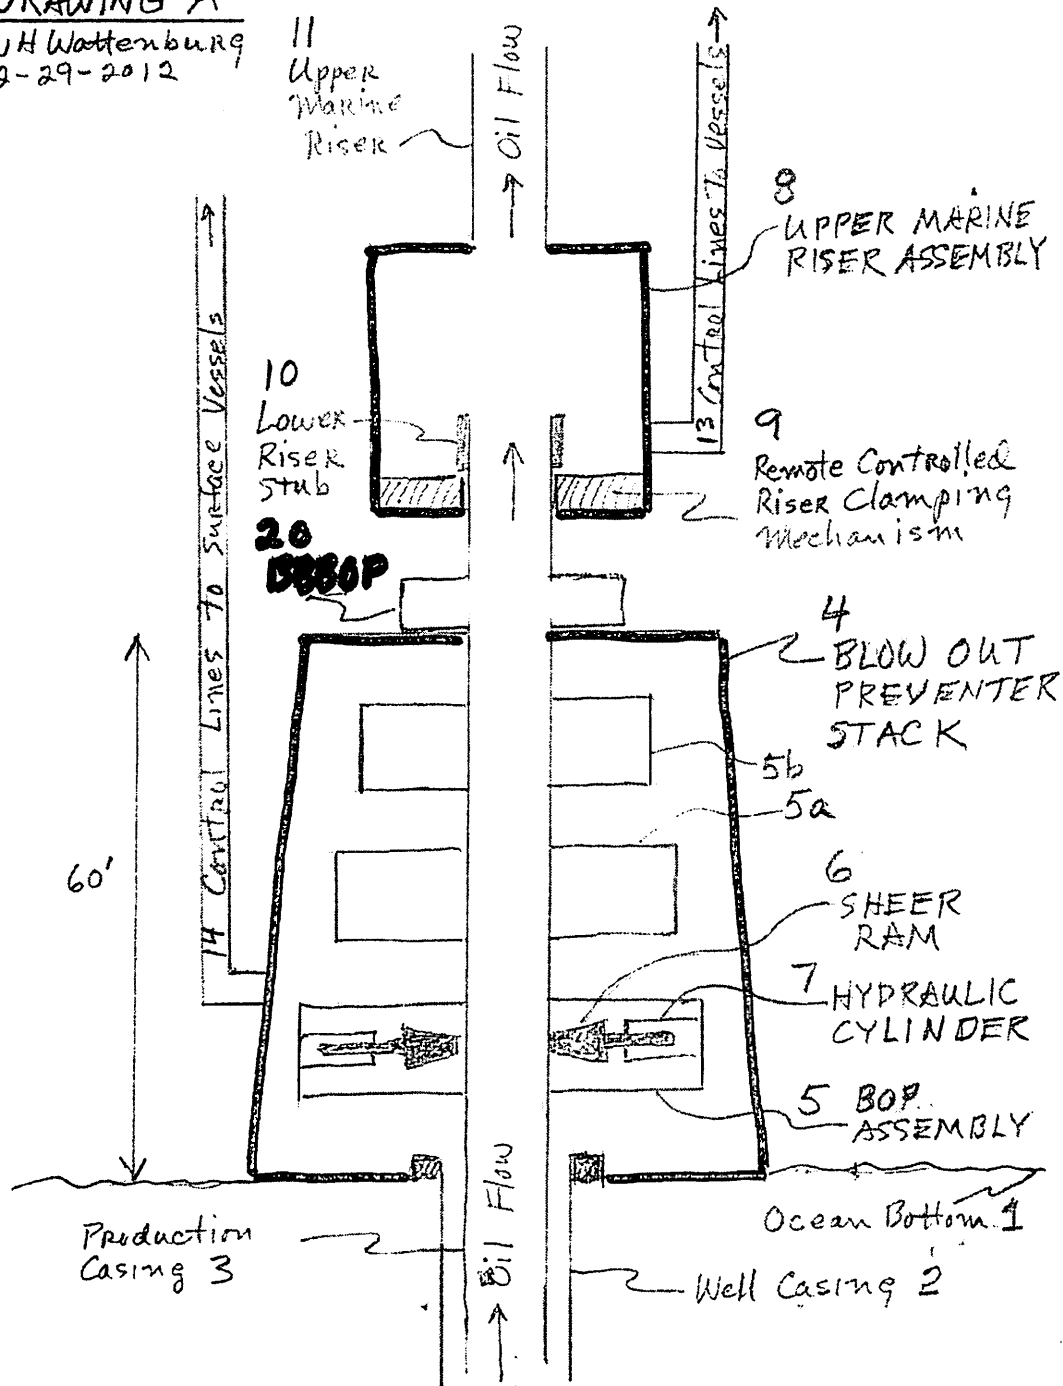 DRAWING A
WH Wattenburg
2-29-2012
11
Upper
Marine
Riser
Oil Flow
13 Control Lines To Vessels
8
UPPER MARINE
RISER ASSEMBLY
14 Control Lines To Surface Vessels
10
Lower
Riser
Stub
9
Remote Controlled
Riser Clamping
Mechanism
20
BBBOP
4
BLOW OUT
PREVENTER
STACK
5b
5a
60'
6
SHEER
RAM
7
HYDRAULIC
CYLINDER
5 BOP
ASSEMBLY
Oil Flow
Ocean Bottom 1
Production
Casing 3
Well Casing 2